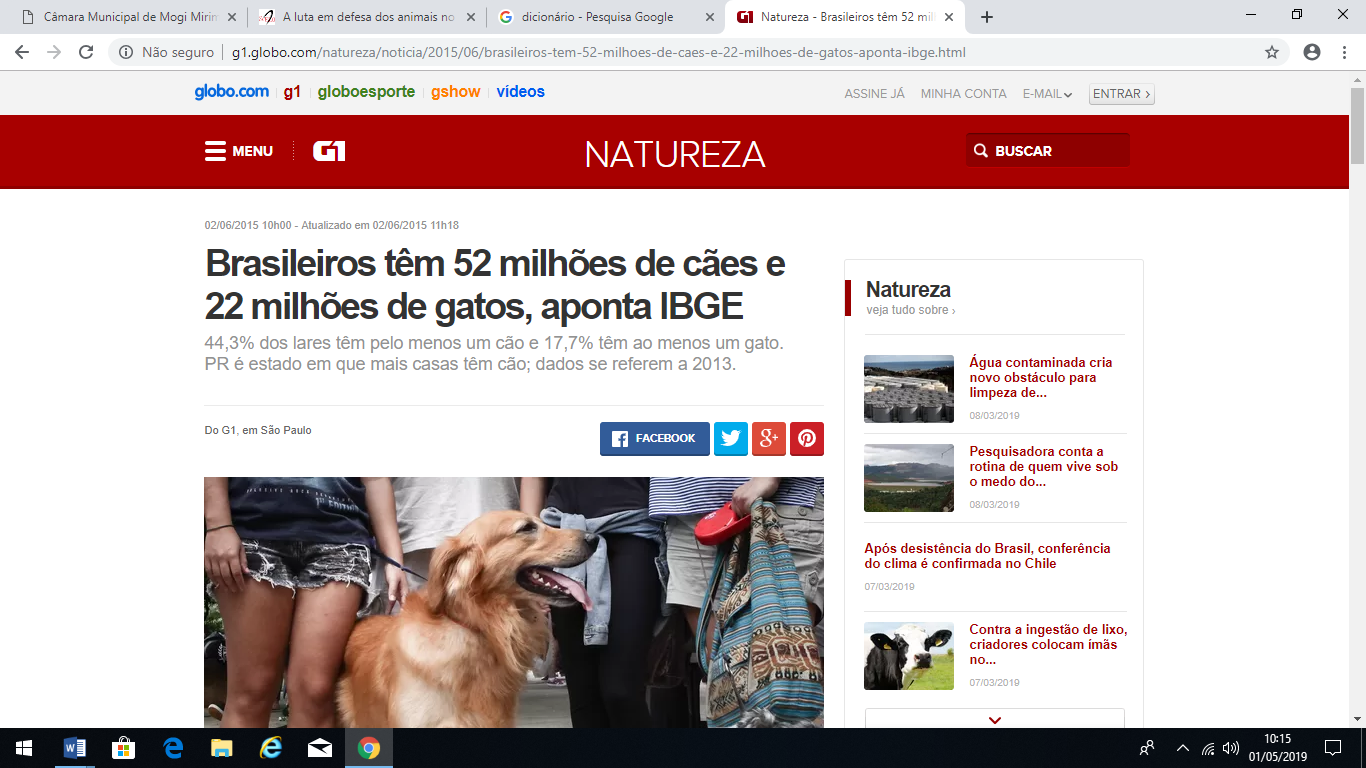 Câmara Municipal de Mogi Mirim
A luta em defesa dos animais no
dicionário - Pesquisa Google
G1
Natureza - Brasileiros têm 52 mil
Não seguro
g1.globo.com/natureza/noticia/2015/06/brasileiros-tem-52-milhoes-de-caes-e-22-milhoes-de-gatos-aponta-ibge.html
globo.com g1 globoesporte gshow vídeos
ASSINE JÁ MINHA CONTA E-MAIL ENTRAR ›
MENU G1 NATUREZA BUSCAR
02/06/2015 10h00 - Atualizado em 02/06/2015 11h18
Brasileiros têm 52 milhões de cães e
22 milhões de gatos, aponta IBGE
44,3% dos lares têm pelo menos um cão e 17,7% têm ao menos um gato.
PR é estado em que mais casas têm cão; dados se referem a 2013.
Do G1, em São Paulo
FACEBOOK
g+
Natureza
veja tudo sobre ›
Água contaminada cria
novo obstáculo para
limpeza de...
08/03/2019
Pesquisadora conta a
rotina de quem vive sob
o medo do...
08/03/2019
Após desistência do Brasil, conferência
do clima é confirmada no Chile
07/03/2019
Contra a ingestão de lixo,
criadores colocam ímãs
no...
07/03/2019
10:15
01/05/2019